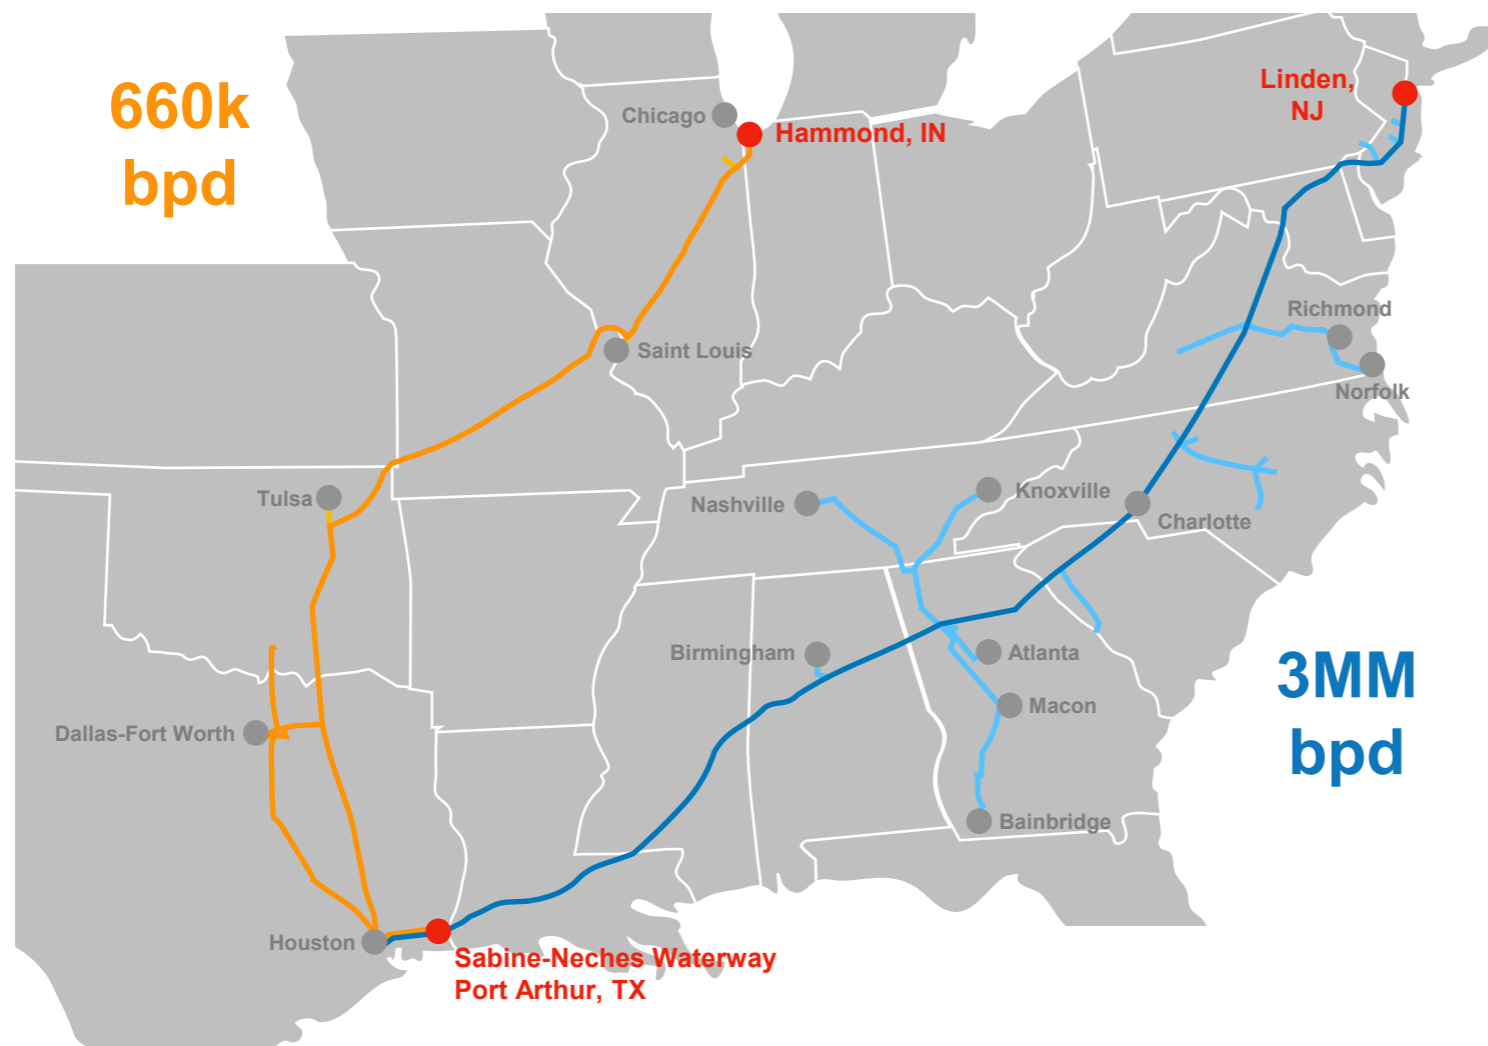 660k
bpd
Chicago
Hammond, IN
Linden,
NJ
Saint Louis
Richmond
Norfolk
Tulsa
Nashville
Knoxville
Charlotte
Birmingham
Atlanta
Macon
3MM
bpd
Dallas-Fort Worth
Bainbridge
Houston
Sabine-Neches Waterway
Port Arthur, TX